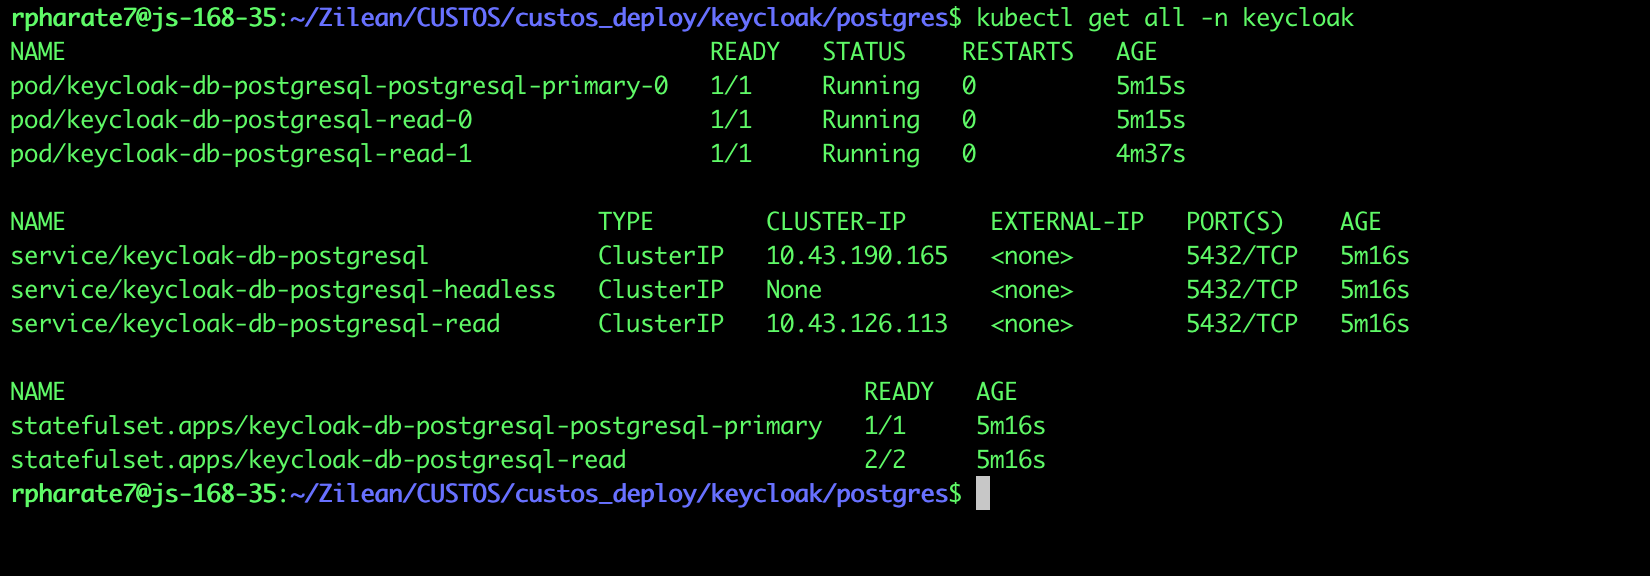 rpharate7@js-168-35:~/Zilean/CUSTOS/custos_deploy/keycloak/postgres$ kubectl get all -n keycloak
NAME READY STATUS RESTARTS AGE
pod/keycloak-db-postgresql-postgresql-primary-0 1/1 Running 0 5m15s
pod/keycloak-db-postgresql-read-0 1/1 Running 0 5m15s
pod/keycloak-db-postgresql-read-1 1/1 Running 0 4m37s
NAME TYPE CLUSTER-IP EXTERNAL-IP PORT(S) AGE
service/keycloak-db-postgresql ClusterIP 10.43.190.165 <none> 5432/TCP 5m16s
service/keycloak-db-postgresql-headless ClusterIP None <none> 5432/TCP 5m16s
service/keycloak-db-postgresql-read ClusterIP 10.43.126.113 <none> 5432/TCP 5m16s
NAME READY AGE
statefulset.apps/keycloak-db-postgresql-postgresql-primary 1/1 5m16s
statefulset.apps/keycloak-db-postgresql-read 2/2 5m16s
rpharate7@js-168-35:~/Zilean/CUSTOS/custos_deploy/keycloak/postgres$